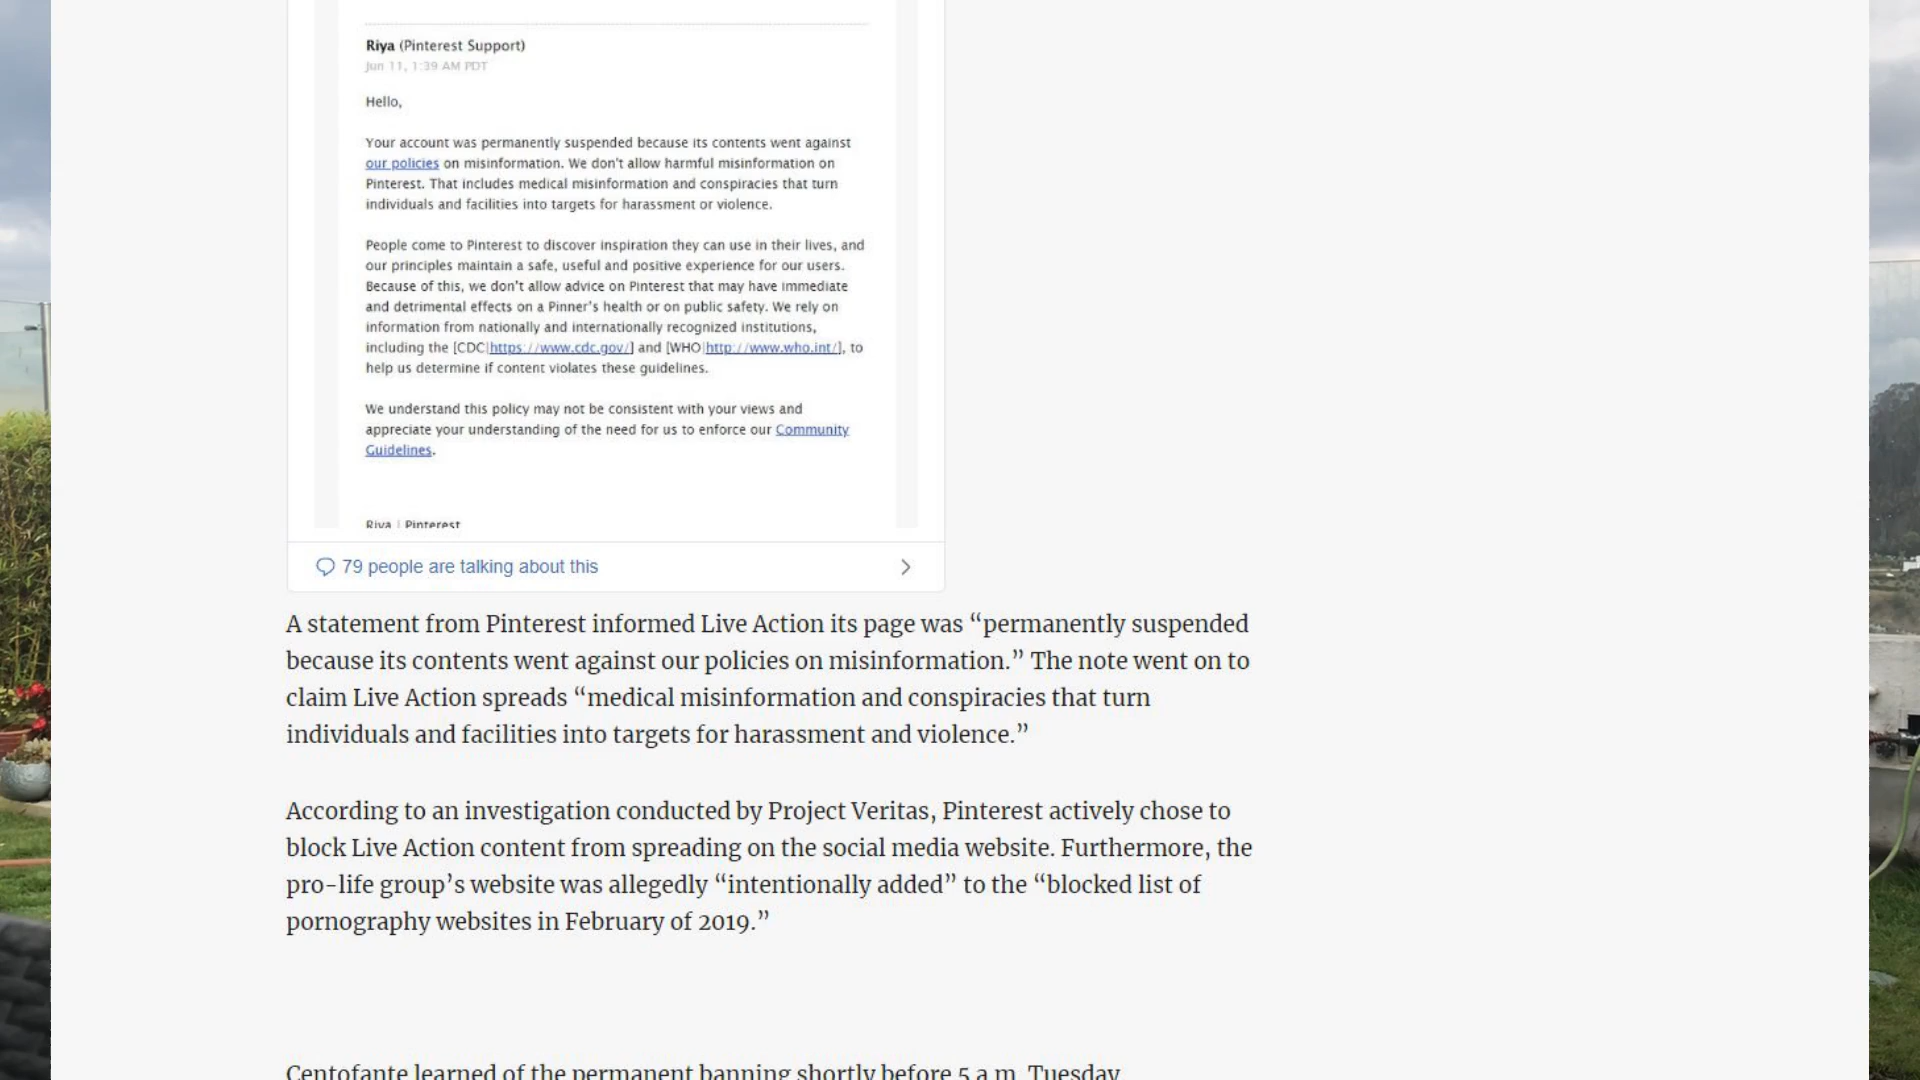 Riya (Pinterest Support)
Jun 11, 1:39 AM PDT
Hello,
Your account was permanently suspended because its contents went against
our policies on misinformation. We don't allow harmful misinformation on
Pinterest. That includes medical misinformation and conspiracies that turn
individuals and facilities into targets for harassment or violence.
People come to Pinterest to discover inspiration they can use in their lives, and
our principles maintain a safe, useful and positive experience for our users.
Because of this, we don't allow advice on Pinterest that may have immediate
and detrimental effects on a Pinner's health or on public safety. We rely on
information from nationally and internationally recognized institutions,
including the [CDC|https://www.cdc.gov/] and [WHO|http://www.who.int/], to
help us determine if content violates these guidelines.
We understand this policy may not be consistent with your views and
appreciate your understanding of the need for us to enforce our Community
Guidelines.
Riya | Pinterest
79 people are talking about this
A statement from Pinterest informed Live Action its page was “permanently suspended
because its contents went against our policies on misinformation.” The note went on to
claim Live Action spreads “medical misinformation and conspiracies that turn
individuals and facilities into targets for harassment and violence.”
According to an investigation conducted by Project Veritas, Pinterest actively chose to
block Live Action content from spreading on the social media website. Furthermore, the
pro-life group’s website was allegedly “intentionally added” to the “blocked list of
pornography websites in February of 2019.”
Centofante learned of the permanent banning shortly before 5 a.m. Tuesday.